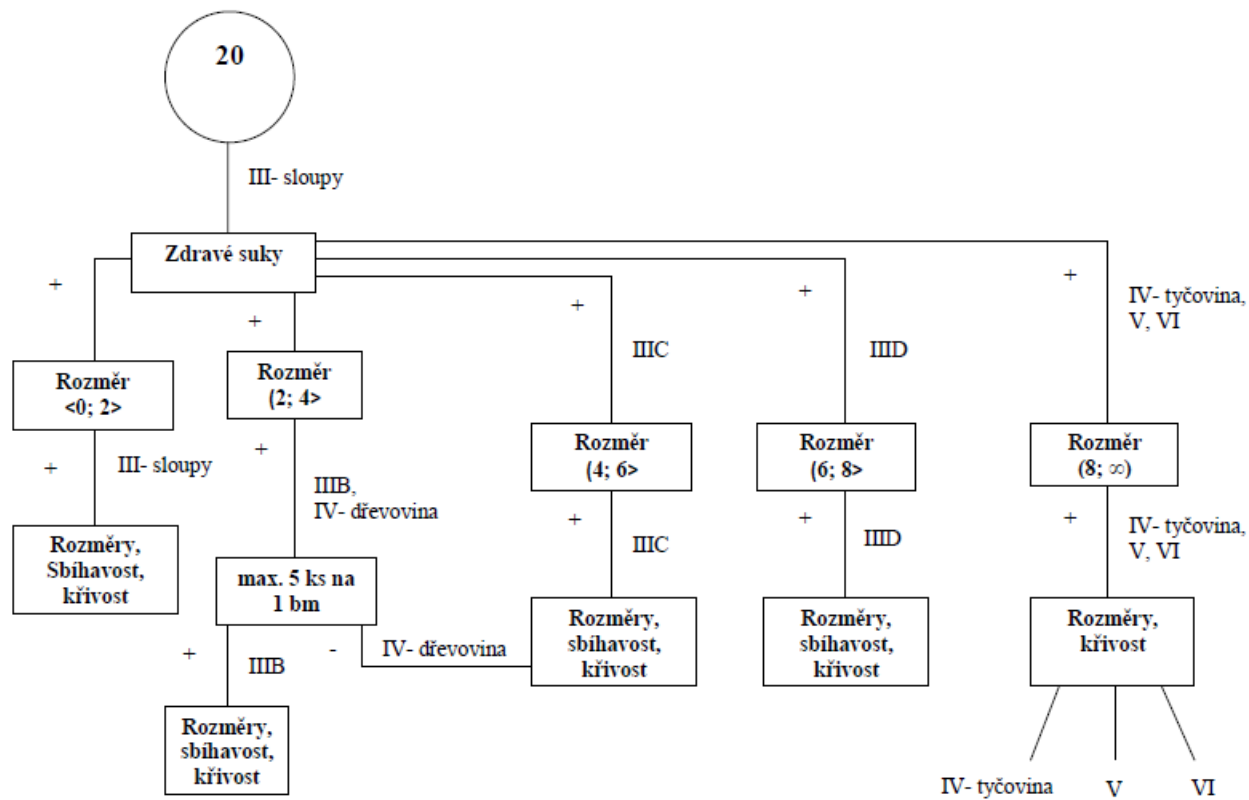 20
III- sloupy
Zdravé suky
+
+
+
+
+
IV- tyčovina,
V, VI
IIIC
IIID
Rozměr
<0; 2>
Rozměr
(2; 4>
Rozměr
(4; 6>
Rozměr
(6; 8>
Rozměr
(8; ∞)
+
III- sloupy
+
IIIB,
IV- dřevovina
+
IIIC
+
IIID
+
IV- tyčovina,
V, VI
Rozměry,
Sbíhavost,
křivost
max. 5 ks na
1 bm
Rozměry,
sbíhavost,
křivost
Rozměry,
sbíhavost,
křivost
Rozměry,
křivost
+
IIIB
-
IV- dřevovina
Rozměry,
sbíhavost,
křivost
IV- tyčovina
V
VI